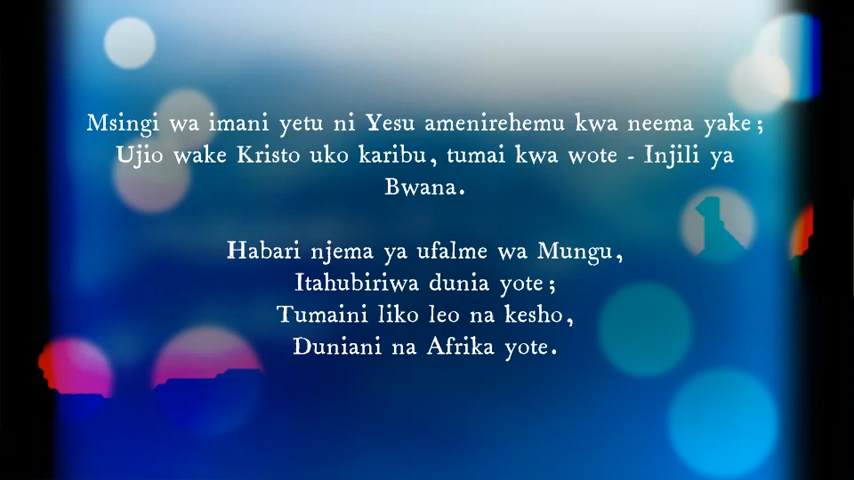 Msingi wa imani yetu ni Yesu amenirehemu kwa neema yake;
Ujio wake Kristo uko karibu, tumai kwa wote - Injili ya
Bwana.
Habari njema ya ufalme wa Mungu,
Itahubiriwa dunia yote;
Tumaini liko leo na kesho,
Duniani na Afrika yote.